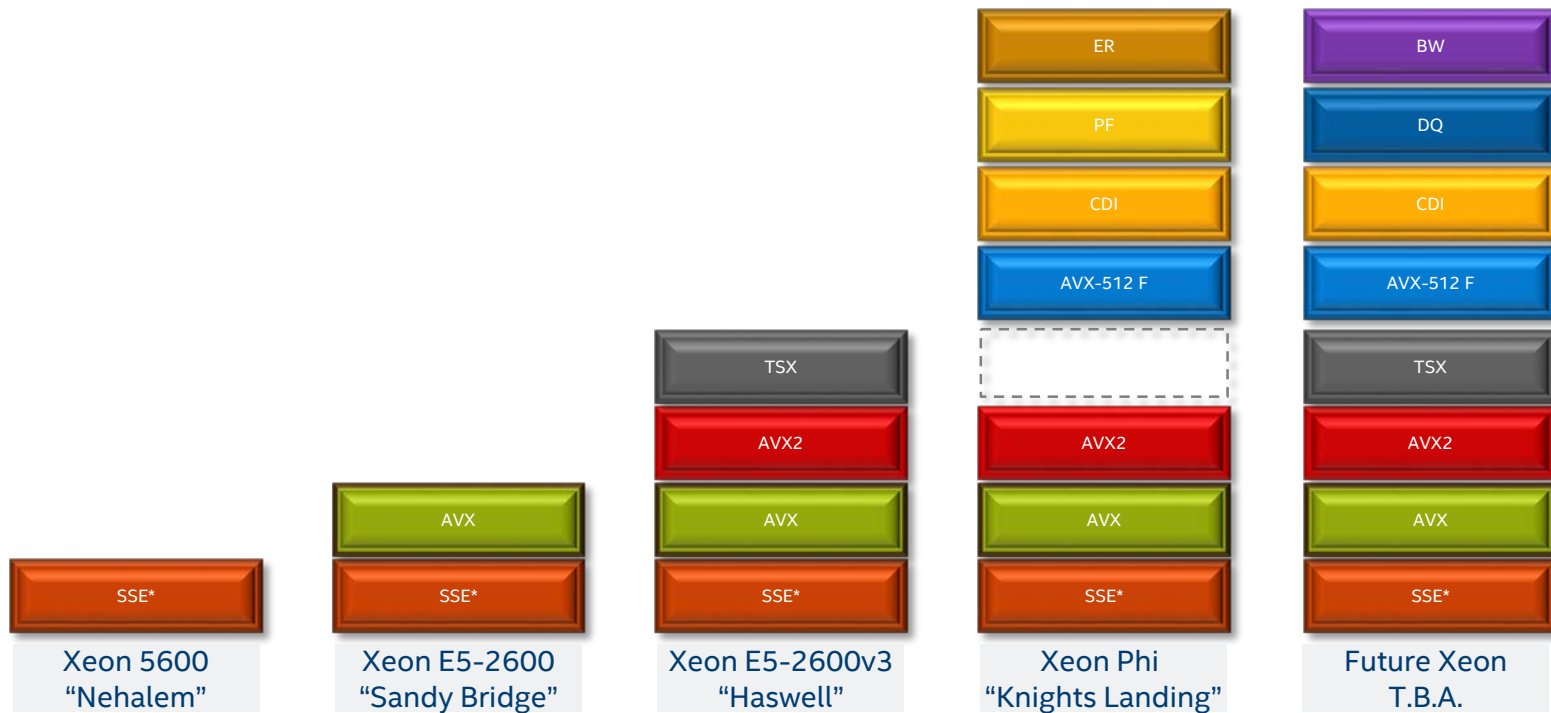 ER
BW
PF
DQ
CDI
CDI
AVX-512 F
AVX-512 F
TSX
TSX
AVX2
AVX2
AVX2
AVX
AVX
AVX
AVX
SSE*
SSE*
SSE*
SSE*
SSE*
Xeon 5600
"Nehalem"
Xeon E5-2600
“Sandy Bridge”
Xeon E5-2600v3
“Haswell”
Xeon Phi
“Knights Landing”
Future Xeon
T.B.A.